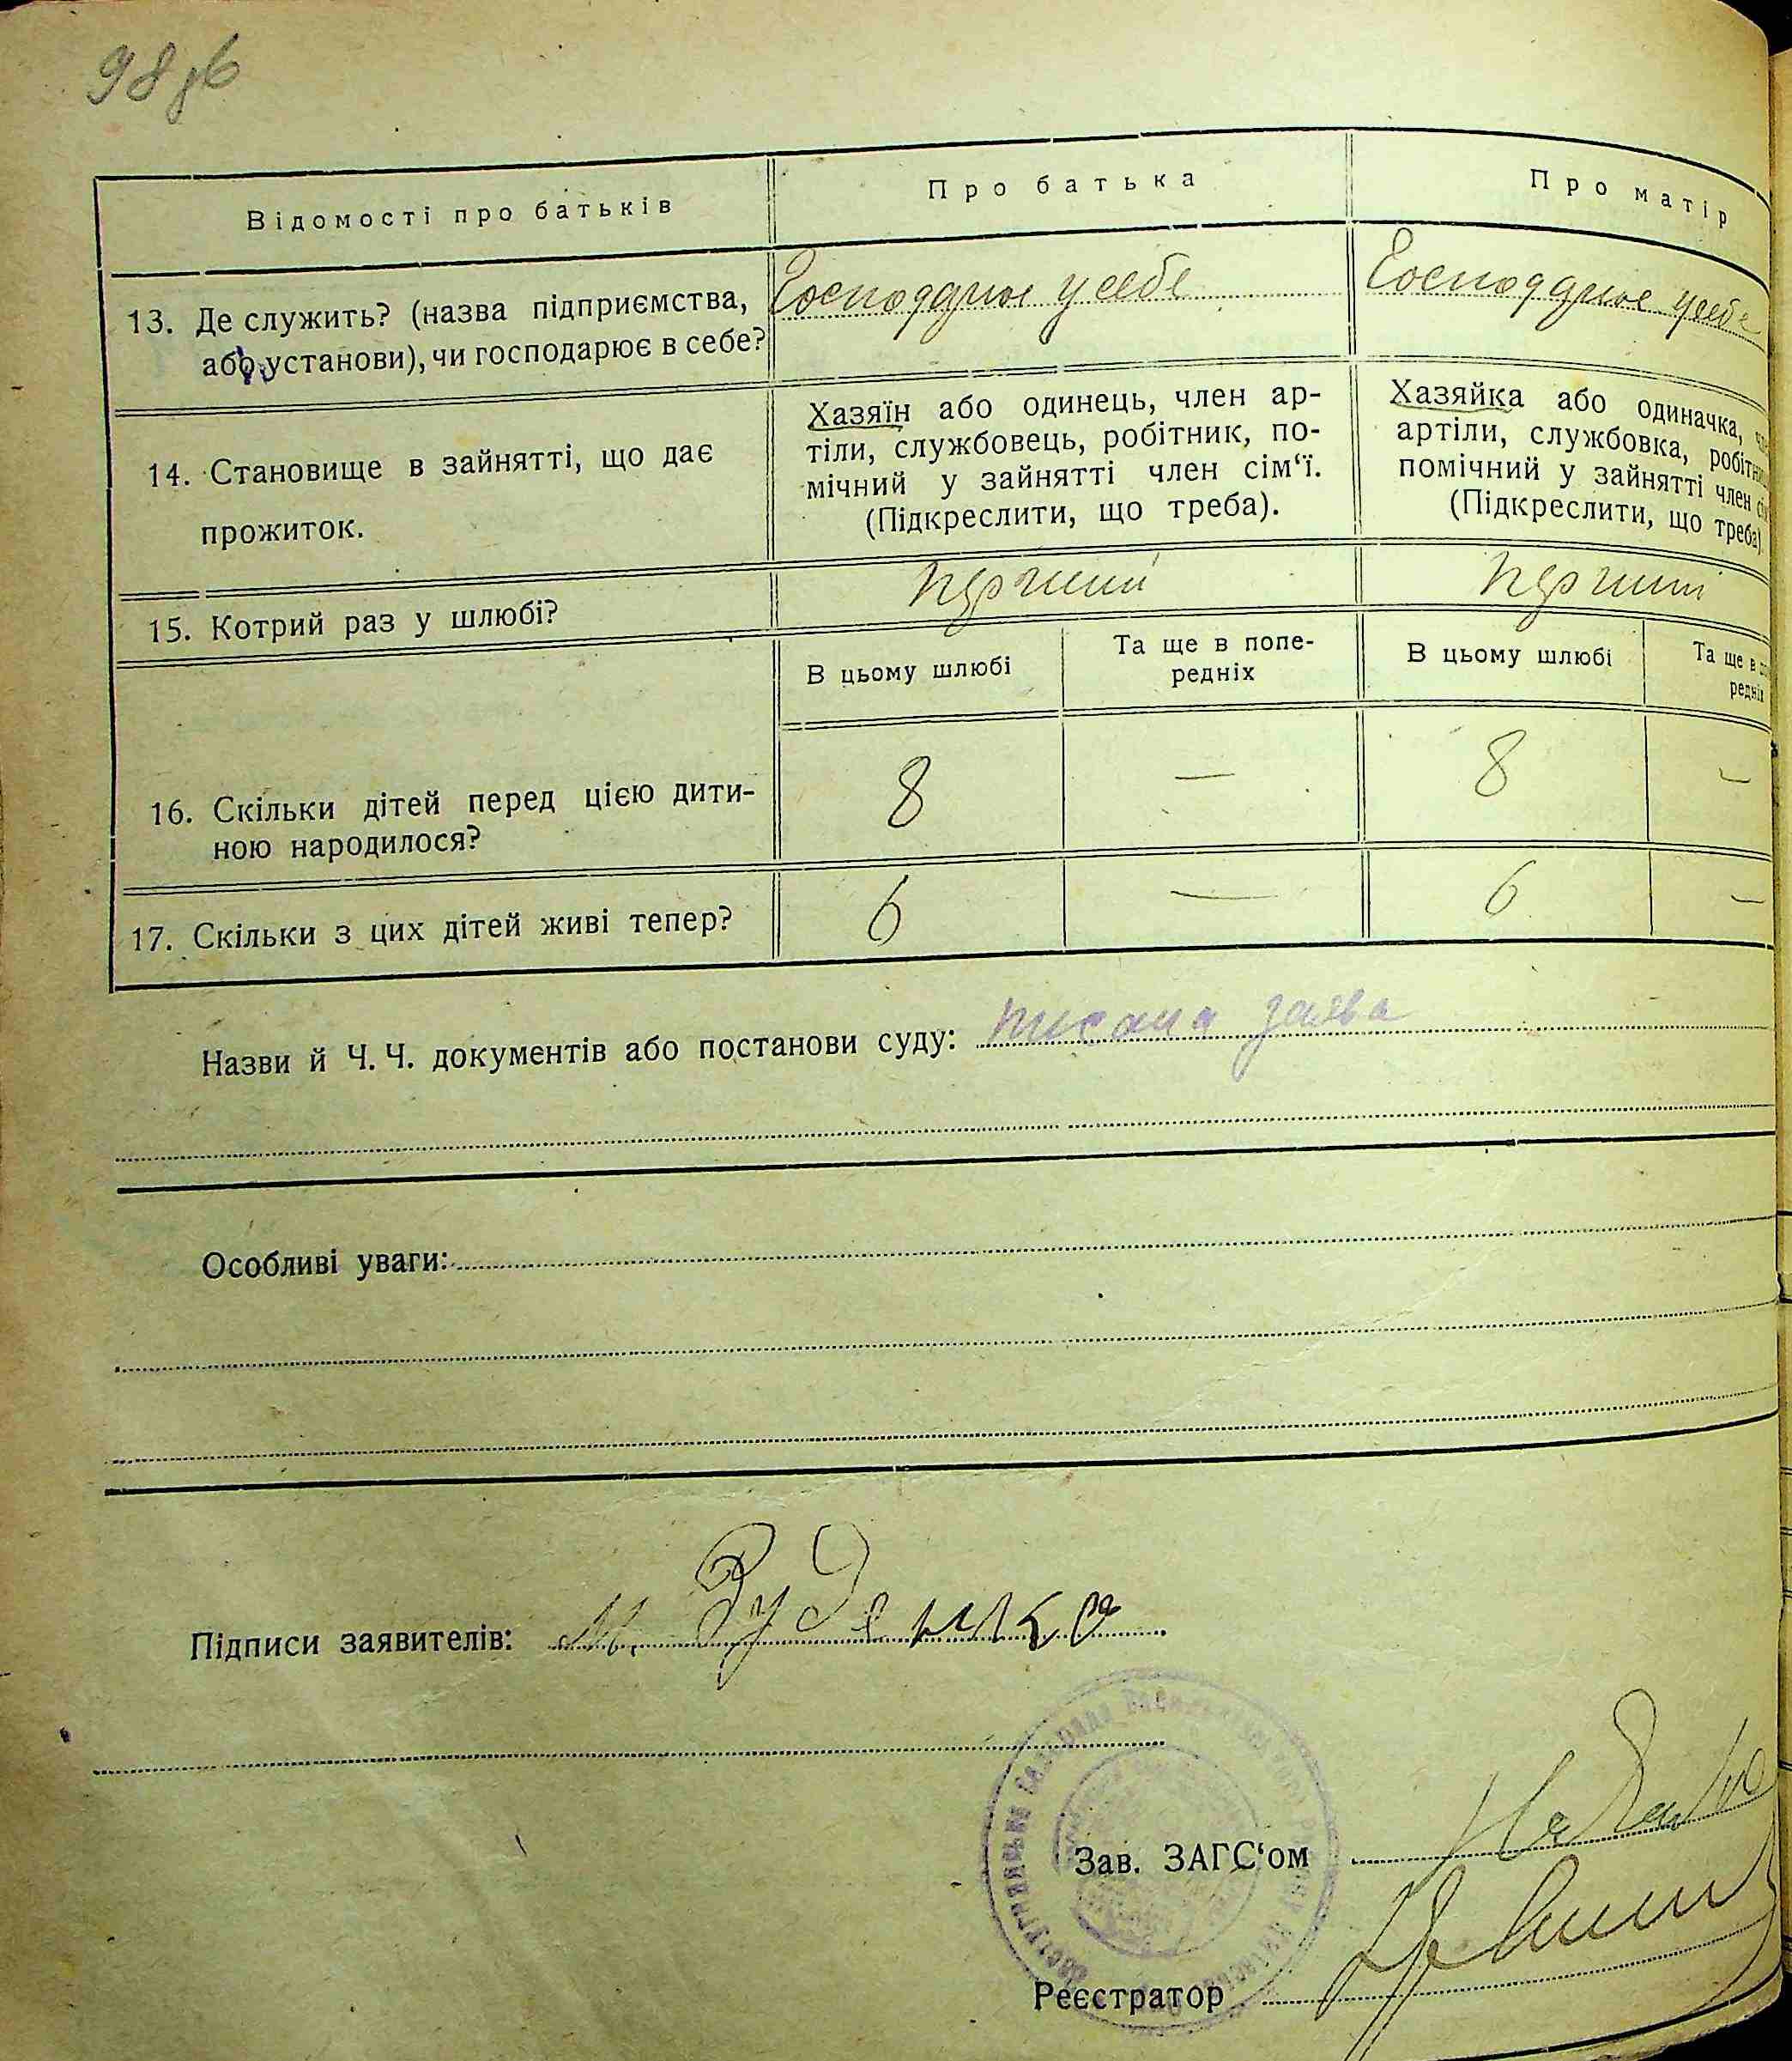 98 зв
Відомості про батьків
Про батька
Про матір
13. Де служить? (назва підприємства, або установи), чи господарює в себе?
Господарює у себе
Господарює у себе
14. Становище в зайнятті, що дає прожиток.
Хазяїн або одинець, член ар-
тіли, службовець, робітник, по-
мічний у зайнятті член сім‘ї.
(Підкреслити, що треба).
Хазяйка або одиначка,
артіли, службовка,
помічний у зайнятті член
(Підкреслити, що треба)
15. Котрий раз у шлюбі?
перший
перший
В цьому шлюбі
Та ще в попе-
редніх
В цьому шлюбі
Та ще в
16. Скільки дітей перед цією дити-
ною народилося?
8
—
8
—
17. Скільки з цих дітей живі тепер?
6
—
6
—
Назви й Ч. Ч. документів або постанови суду: писана заява
Особливі уваги:
Підписи заявителів: М. Руденко
Зав. ЗАГС‘ом
Реєстратор